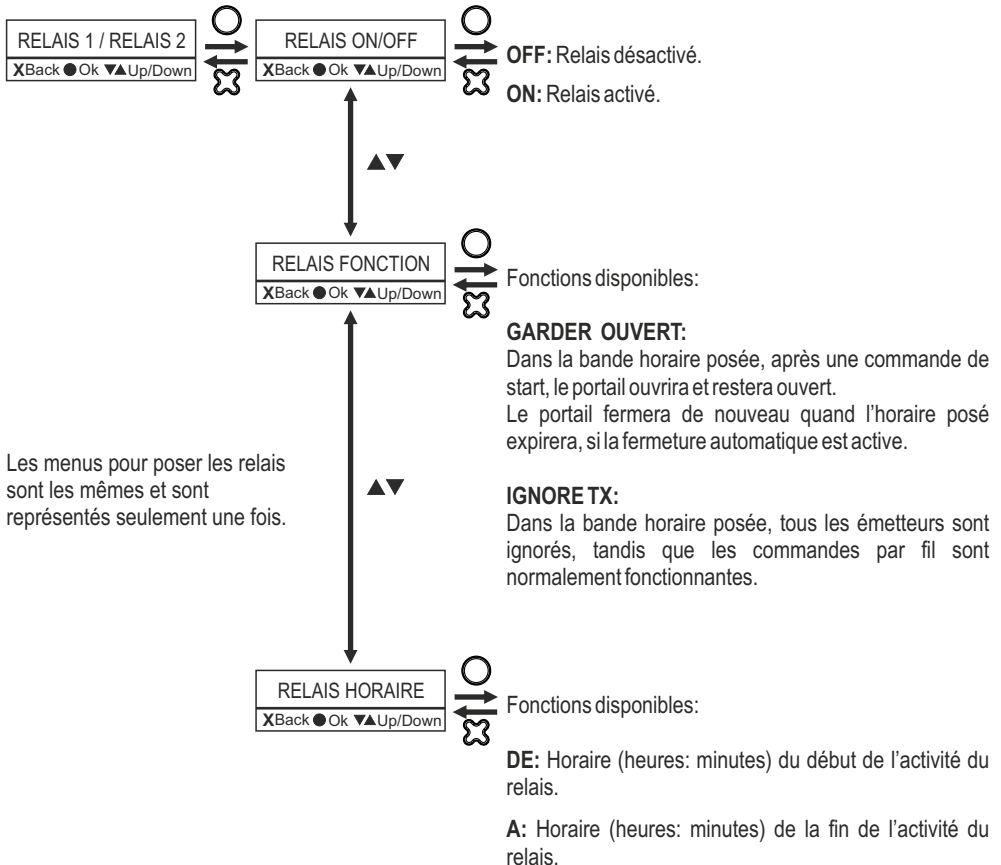 RELAIS 1 / RELAIS 2
XBack ●Ok ▼▲Up/Down
RELAIS ON/OFF
XBack ●Ok ▼▲Up/Down
OFF: Relais désactivé.
ON: Relais activé.
▲▼
RELAIS FONCTION
XBack ●Ok ▼▲Up/Down
Fonctions disponibles:
GARDER OUVERT:
Dans la bande horaire posée, après une commande de
start, le portail ouvrira et restera ouvert.
Le portail fermera de nouveau quand l’horaire posé
expirera, si la fermeture automatique est active.
Les menus pour poser les relais
sont les mêmes et sont
représentés seulement une fois.
▲▼
IGNORE TX:
Dans la bande horaire posée, tous les émetteurs sont
ignorés, tandis que les commandes par fil sont
normalement fonctionnantes.
RELAIS HORAIRE
XBack ●Ok ▼▲Up/Down
Fonctions disponibles:
DE: Horaire (heures: minutes) du début de l’activité du
relais.
A: Horaire (heures: minutes) de la fin de l’activité du
relais.